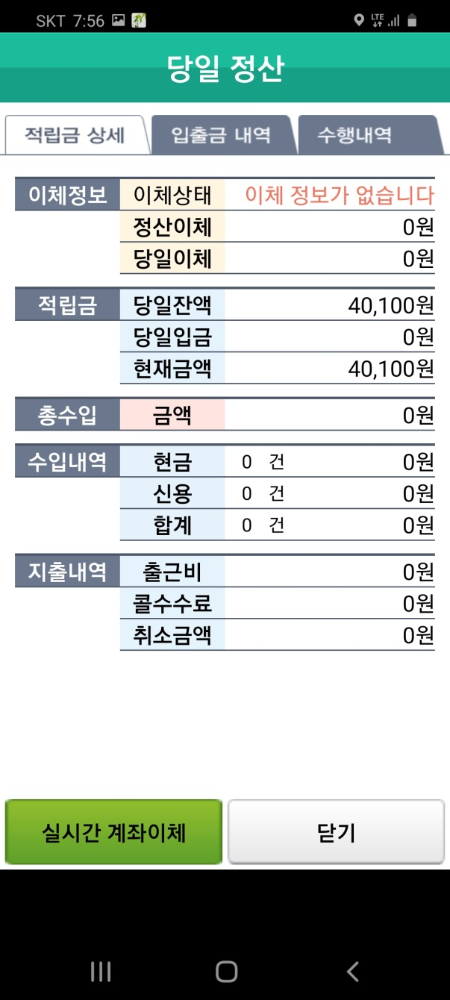 SKT 7:56 LTE
당일 정산
적립금 상세 입출금 내역 수행내역
이체정보 이체상태 이체 정보가 없습니다
정산이체 0원
당일이체 0원
적립금 당일잔액 40,100원
당일입금 0원
현재금액 40,100원
총수입 금액 0원
수입내역 현금 0 건 0원
신용 0 건 0원
합계 0 건 0원
지출내역 출근비 0원
콜수수료 0원
취소금액 0원
실시간 계좌이체 닫기